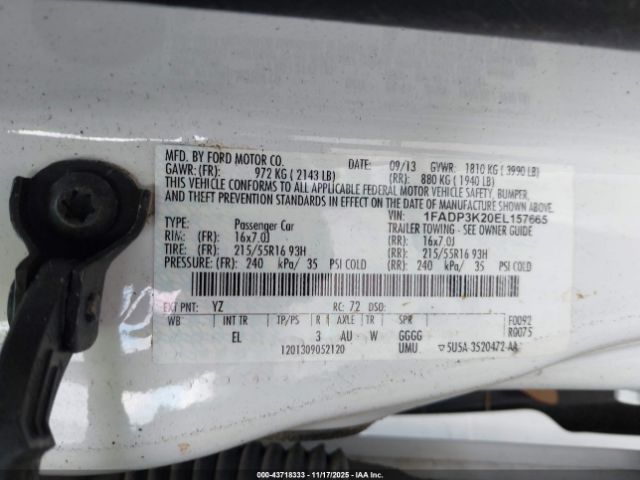 MFD. BY FORD MOTOR CO. DATE: 09/13 GVWR: 1810 KG ( 3990 LB)
GAWR: (FR): 972 KG ( 2143 LB) (RR): 880 KG ( 1940 LB)
THIS VEHICLE CONFORMS TO ALL APPLICABLE FEDERAL MOTOR VEHICLE SAFETY, BUMPER,
AND THEFT PREVENTION STANDARDS IN EFFECT ON THE DATE OF MANUFACTURE SHOWN ABOVE.
VIN: 1FADP3K20EL157665
TYPE: Passenger Car TRAILER TOWING - SEE OWNER GUIDE
RIM: (FR): 16x7.0J (RR): 16x7.0J
TIRE: (FR): 215/55R16 93H (RR): 215/55R16 93H
PRESSURE: (FR): 240 kPa/ 35 PSI COLD (RR): 240 kPa/ 35 PSI COLD
EXT PNT: YZ RC: 72 DSO: F0092
WB INT TR TP/PS R AXLE TR SPR R9075
EL 3 AU W GGGG
1201309052120 UMU ▽5U5A 3520472 AA
000-43718333 - 11/17/2025 - IAAI.COM